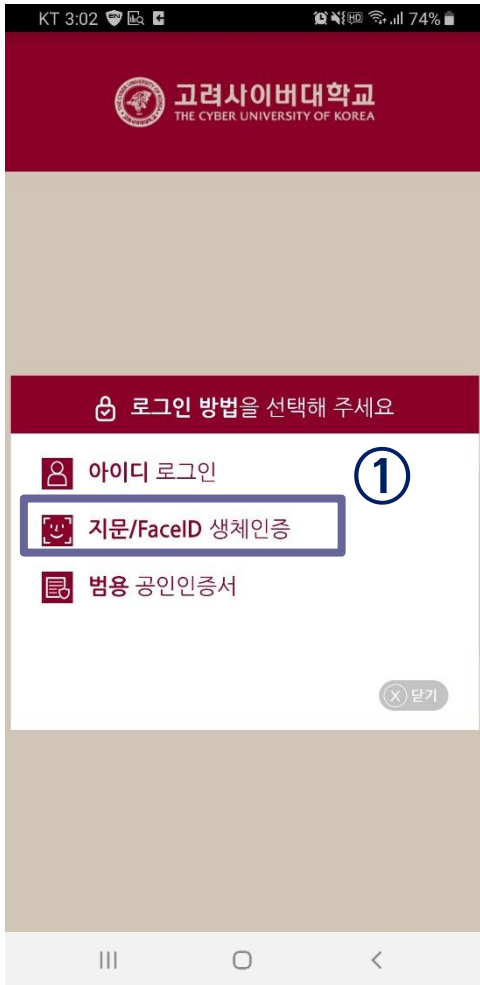 KT 3:02 74%
고려사이버대학교
THE CYBER UNIVERSITY OF KOREA
로그인 방법을 선택해 주세요
아이디 로그인
①
지문/FaceID 생체인증
범용 공인인증서
닫기